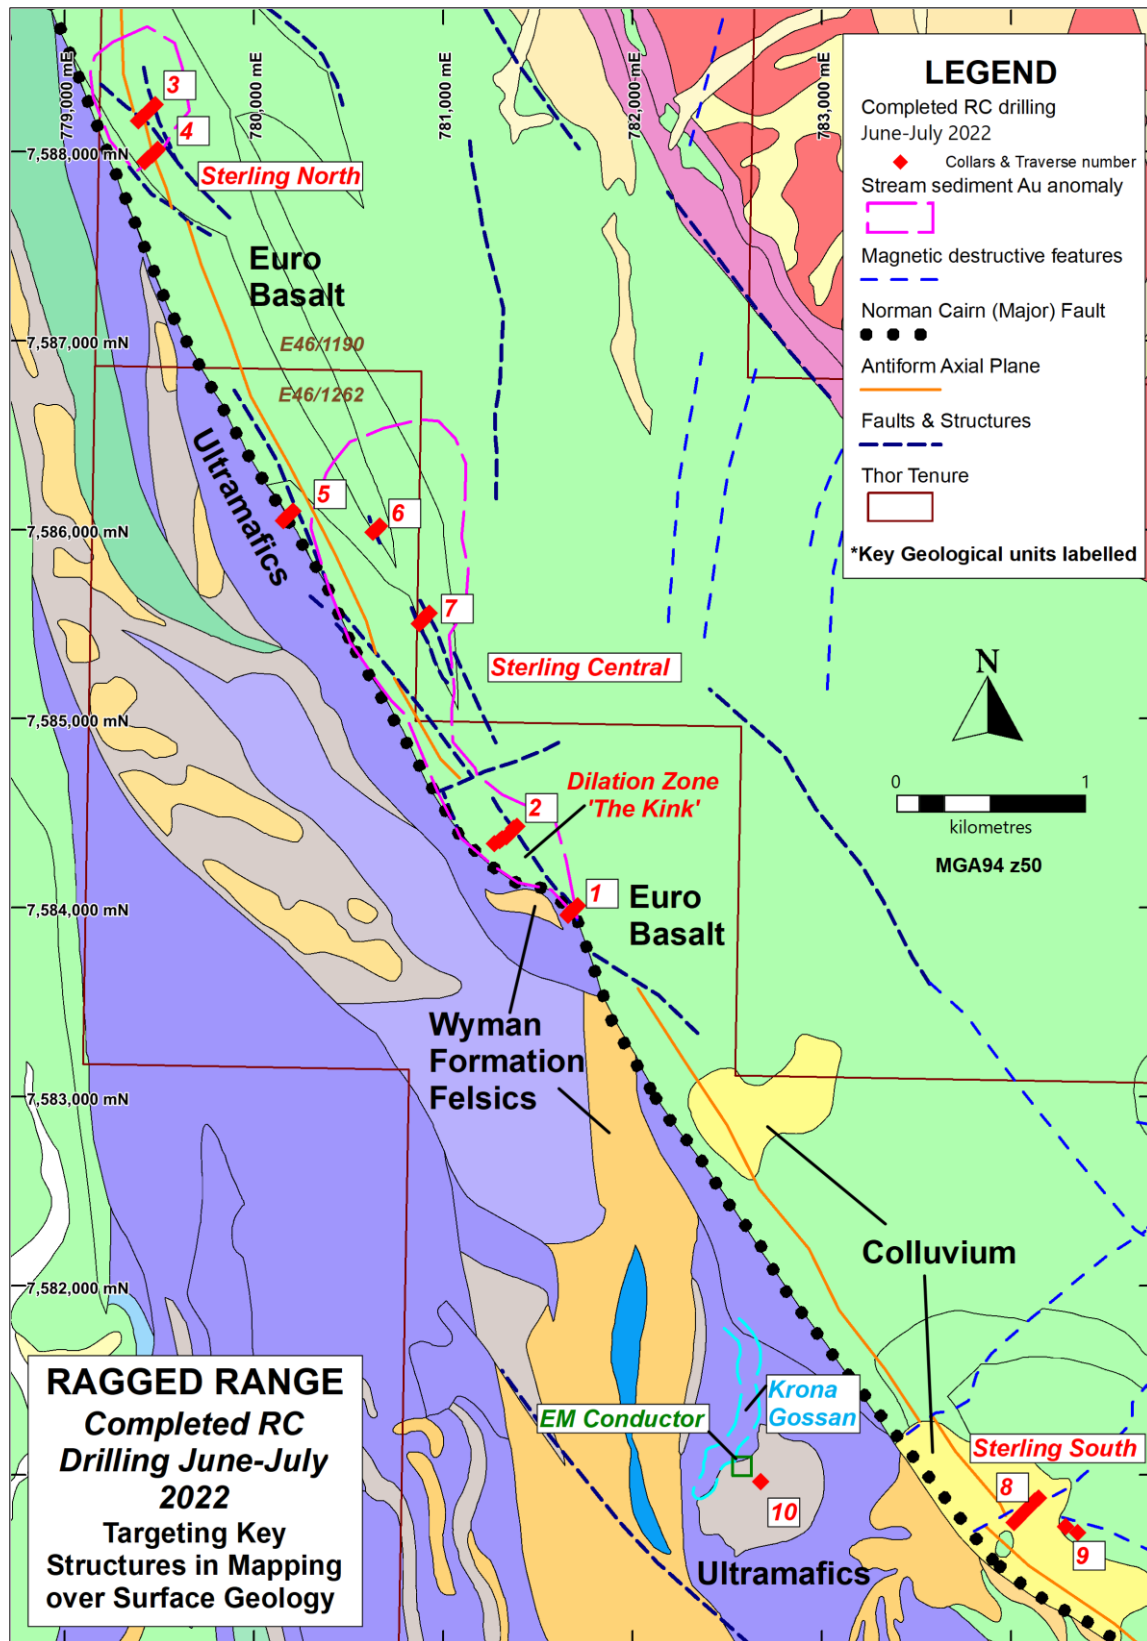 779,000 mE
780,000 mE
781,000 mE
782,000 mE
783,000 mE
LEGEND
Completed RC drilling
June-July 2022
Collars & Traverse number
Stream sediment Au anomaly
Magnetic destructive features
Norman Cairn (Major) Fault
Antiform Axial Plane
Faults & Structures
Thor Tenure
*Key Geological units labelled
3
4
7,588,000 mN
Sterling North
Euro
Basalt
7,587,000 mN
E46/1190
E46/1262
Ultramafics
5
6
7,586,000 mN
7
Sterling Central
N
7,585,000 mN
0
1
kilometres
MGA94 z50
Dilation Zone
'The Kink'
2
1
7,584,000 mN
Euro
Basalt
Wyman
Formation
Felsics
7,583,000 mN
Colluvium
7,582,000 mN
RAGGED RANGE
Completed RC
Drilling June-July
2022
Targeting Key
Structures in Mapping
over Surface Geology
Krona
Gossan
EM Conductor
10
Ultramafics
Sterling South
8
9